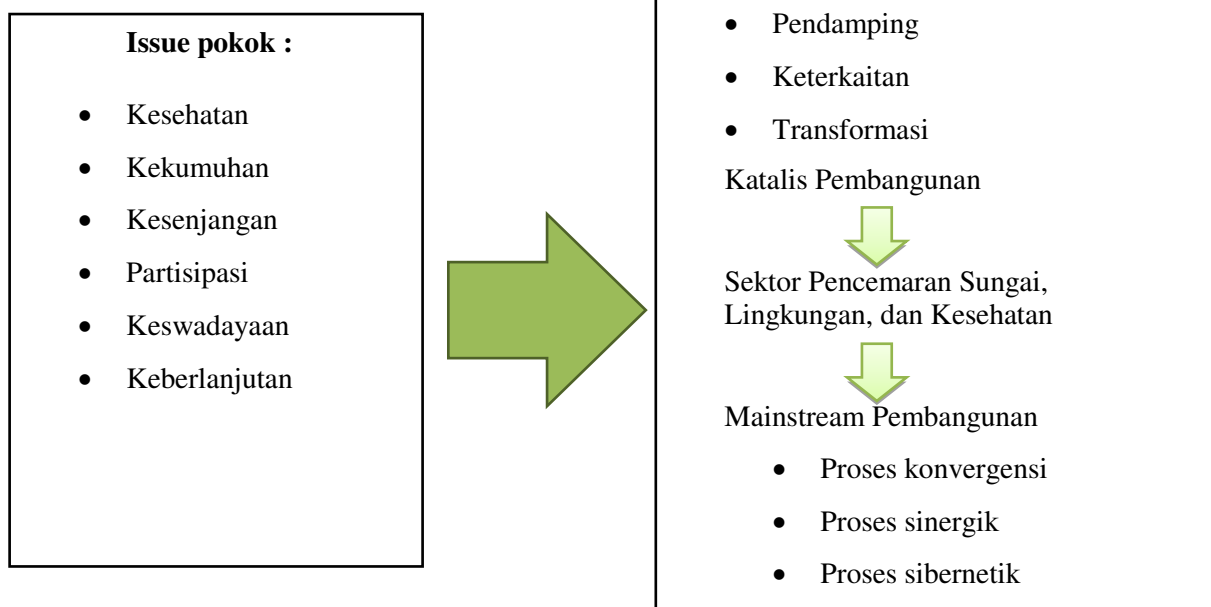 Issue pokok :
• Kesehatan
• Kekumuhan
• Kesenjangan
• Partisipasi
• Keswadayaan
• Keberlanjutan
• Pendamping
• Keterkaitan
• Transformasi
Katalis Pembangunan
Sektor Pencemaran Sungai,
Lingkungan, dan Kesehatan
Mainstream Pembangunan
• Proses konvergensi
• Proses sinergik
• Proses sibernetik